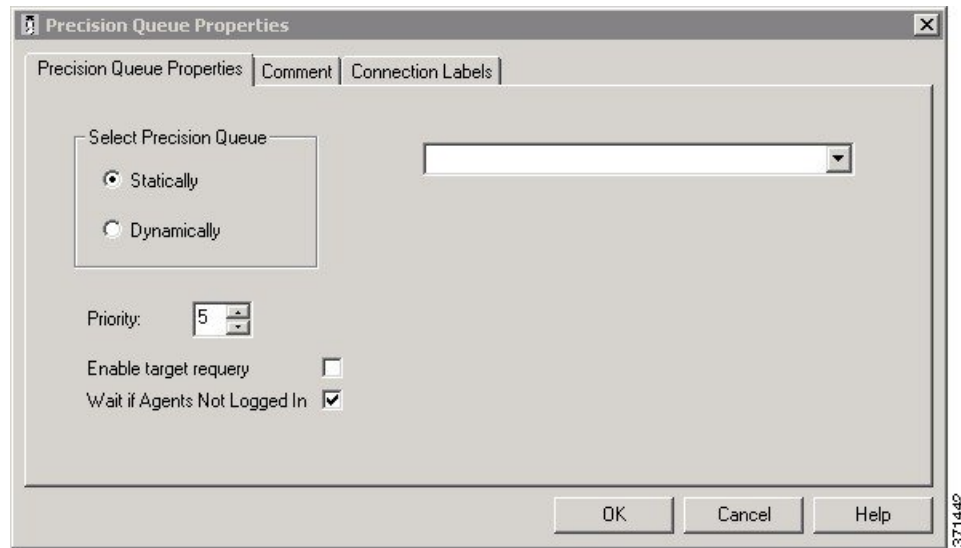 Precision Queue Properties
Precision Queue Properties Comment Connection Labels
Select Precision Queue
Statically
Dynamically
Priority: 5
Enable target requery
Wait if Agents Not Logged In
OK Cancel Help
371442